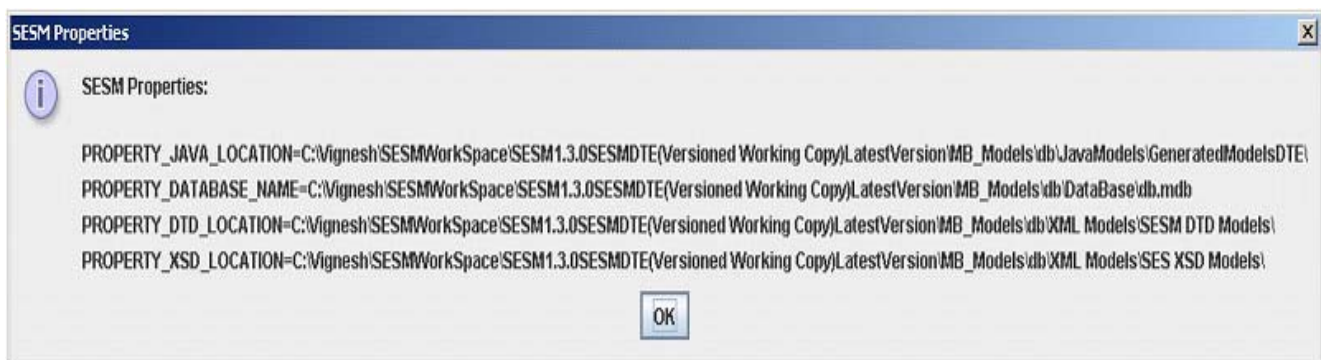 SESM Properties
X
i
SESM Properties:
PROPERTY_JAVA_LOCATION=C:\Vignesh\SESMWorkSpace\SESM1.3.0SESMDTE(Versioned Working Copy)LatestVersion\MB_Models\db\JavaModels\GeneratedModelsDTE\
PROPERTY_DATABASE_NAME=C:\Vignesh\SESMWorkSpace\SESM1.3.0SESMDTE(Versioned Working Copy)LatestVersion\MB_Models\db\DataBase\db.mdb
PROPERTY_DTD_LOCATION=C:\Vignesh\SESMWorkSpace\SESM1.3.0SESMDTE(Versioned Working Copy)LatestVersion\MB_Models\db\XML Models\SESM DTD Models\
PROPERTY_XSD_LOCATION=C:\Vignesh\SESMWorkSpace\SESM1.3.0SESMDTE(Versioned Working Copy)LatestVersion\MB_Models\db\XML Models\SES XSD Models\
OK